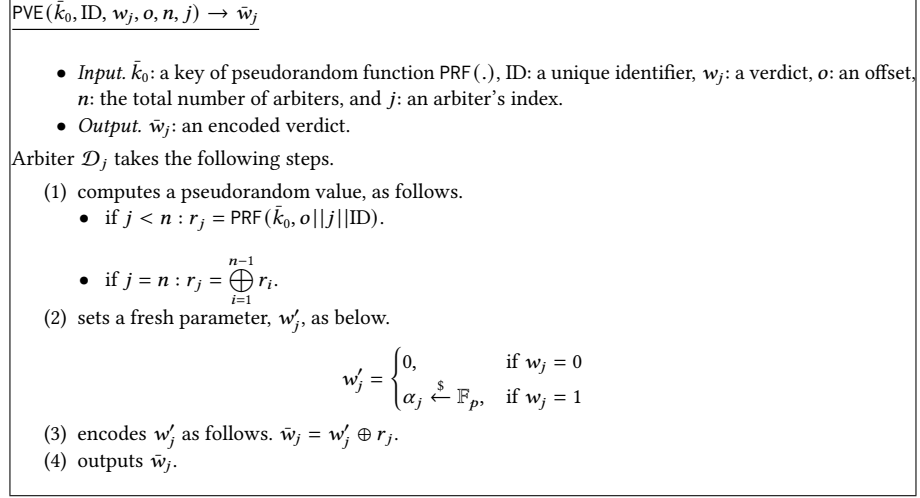 PVE(k̄₀, ID, wⱼ, o, n, j) → w̄ⱼ
• Input. k̄₀: a key of pseudorandom function PRF(.), ID: a unique identifier, wⱼ: a verdict, o: an offset,
n: the total number of arbiters, and j: an arbiter's index.
• Output. w̄ⱼ: an encoded verdict.
Arbiter 𝒟ⱼ takes the following steps.
(1) computes a pseudorandom value, as follows.
• if j < n : rⱼ = PRF(k̄₀, o||j||ID).
• if j = n : rⱼ = ⨁_{i=1}^{n−1} rᵢ.
(2) sets a fresh parameter, w′ⱼ, as below.
w′ⱼ = { 0, if wⱼ = 0
αⱼ ←$ 𝔽ₚ, if wⱼ = 1
(3) encodes w′ⱼ as follows. w̄ⱼ = w′ⱼ ⊕ rⱼ.
(4) outputs w̄ⱼ.